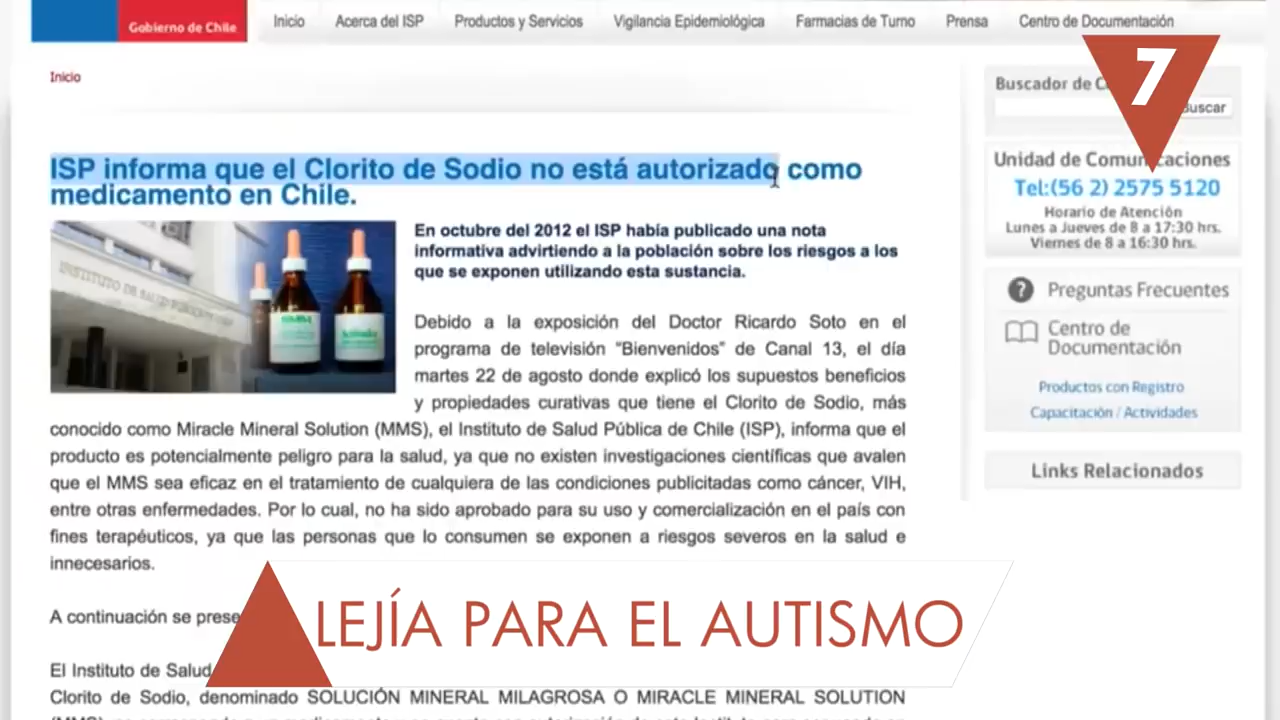 Gobierno de Chile
Inicio Acerca del ISP Productos y Servicios Vigilancia Epidemiológica Farmacias de Turno Prensa Centro de Documentación
Inicio
7
Buscador de
Buscar
ISP informa que el Clorito de Sodio no está autorizado como
medicamento en Chile.
INSTITUTO DE SALUD PUBLICA
En octubre del 2012 el ISP había publicado una nota
informativa advirtiendo a la población sobre los riesgos a los
que se exponen utilizando esta sustancia.
Debido a la exposición del Doctor Ricardo Soto en el
programa de televisión "Bienvenidos" de Canal 13, el día
martes 22 de agosto donde explicó los supuestos beneficios
y propiedades curativas que tiene el Clorito de Sodio, más
conocido como Miracle Mineral Solution (MMS), el Instituto de Salud Pública de Chile (ISP), informa que el
producto es potencialmente peligro para la salud, ya que no existen investigaciones científicas que avalen
que el MMS sea eficaz en el tratamiento de cualquiera de las condiciones publicitadas como cáncer, VIH,
entre otras enfermedades. Por lo cual, no ha sido aprobado para su uso y comercialización en el país con
fines terapéuticos, ya que las personas que lo consumen se exponen a riesgos severos en la salud e
innecesarios.
A continuación se prese
El Instituto de Salud
Clorito de Sodio, denominado SOLUCIÓN MINERAL MILAGROSA O MIRACLE MINERAL SOLUTION
Unidad de Comunicaciones
Tel:(56 2) 2575 5120
Horario de Atención
Lunes a Jueves de 8 a 17:30 hrs.
Viernes de 8 a 16:30 hrs.
? Preguntas Frecuentes
Centro de
Documentación
Productos con Registro
Capacitación / Actividades
Links Relacionados
LEJÍA PARA EL AUTISMO